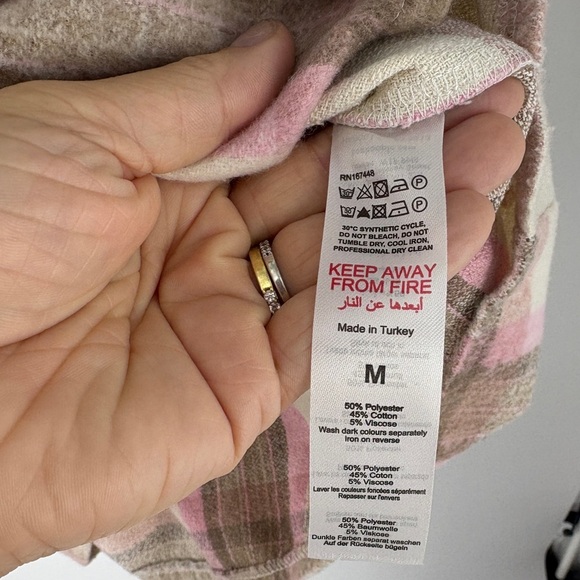 RN167448
30°C SYNTHETIC CYCLE,
DO NOT BLEACH, DO NOT
TUMBLE DRY, COOL IRON,
PROFESSIONAL DRY CLEAN
KEEP AWAY
FROM FIRE
أبعدها عن النار
Made in Turkey
M
50% Polyester
45% Cotton
5% Viscose
Wash dark colours separately
Iron on reverse
50% Polyester
45% Coton
5% Viscose
Laver les couleurs foncées séparément
Repasser sur l'envers
50% Polyester
45% Baumwolle
5% Viskose
Dunkle Farben separat waschen
Auf der Rückseite bügeln